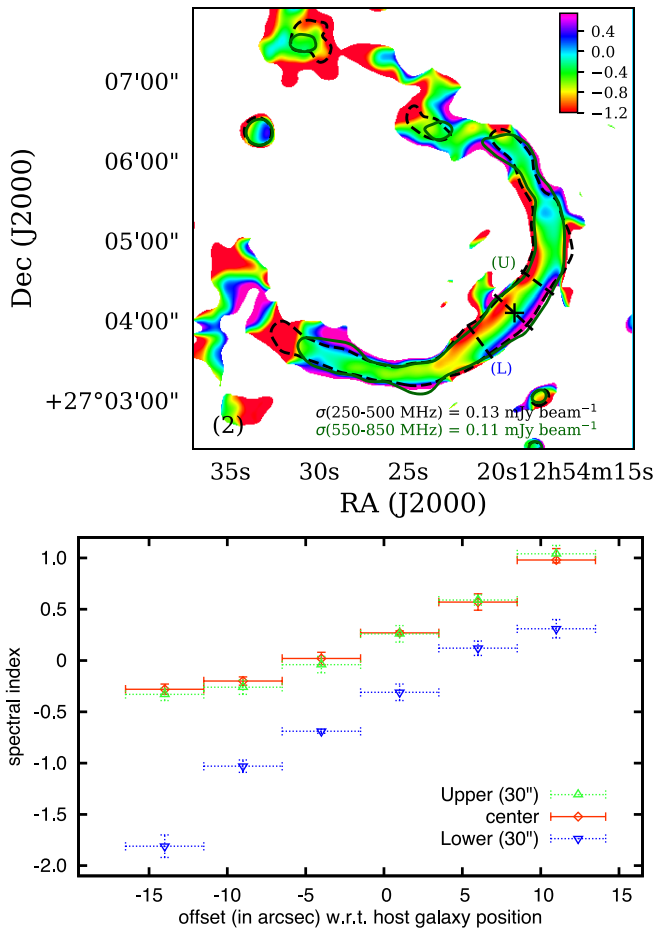 0.4
0.0
−0.4
−0.8
−1.2
07'00"
06'00"
05'00"
04'00"
+27°03'00"
Dec (J2000)
(U)
(L)
σ(250-500 MHz) = 0.13 mJy beam⁻¹
σ(550-850 MHz) = 0.11 mJy beam⁻¹
(2)
35s 30s 25s 20s12h54m15s
RA (J2000)
1.0
0.5
0
-0.5
-1.0
-1.5
-2.0
spectral index
Upper (30")
center
Lower (30")
-15 -10 -5 0 5 10 15
offset (in arcsec) w.r.t. host galaxy position